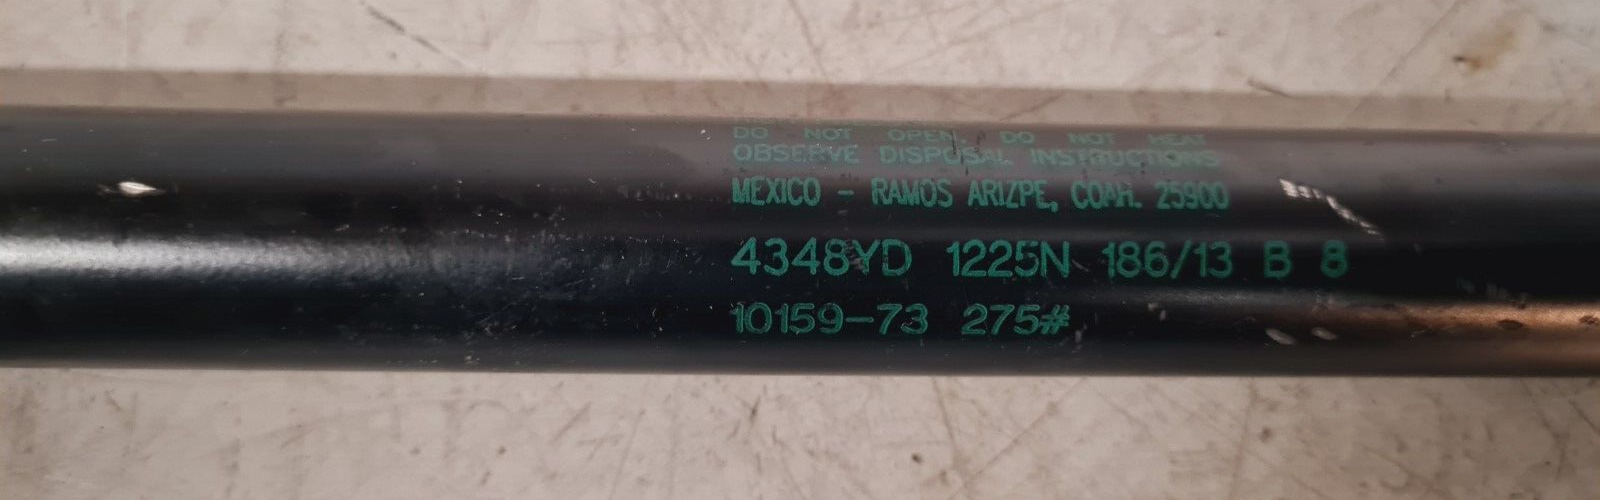 DO NOT OPEN, DO NOT HEAT
OBSERVE DISPOSAL INSTRUCTIONS
MEXICO - RAMOS ARIZPE, COAH. 25900
4348YD 1225N 186/13 B 8
10159-73 275#